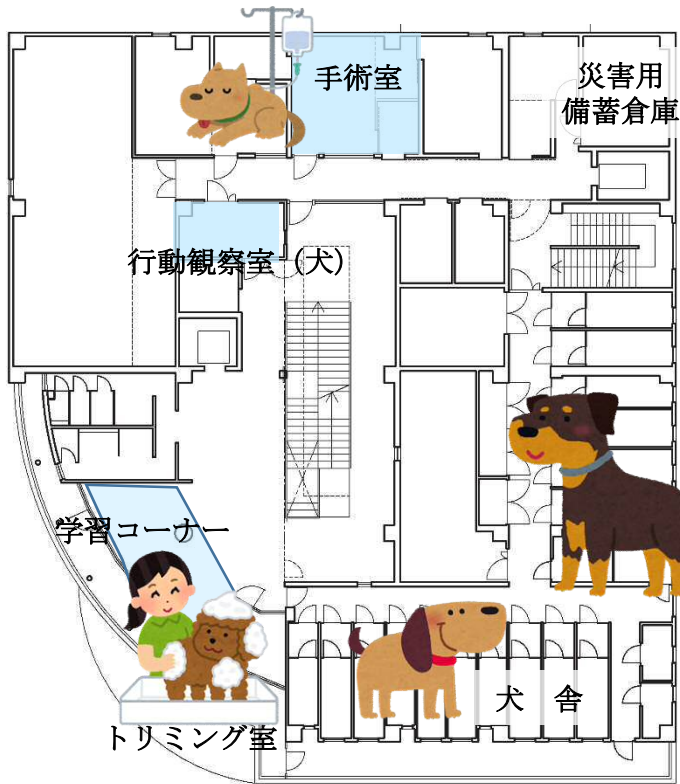 手術室
災害用
備蓄倉庫
行動観察室（犬）
学習コーナー
犬　舎
トリミング室